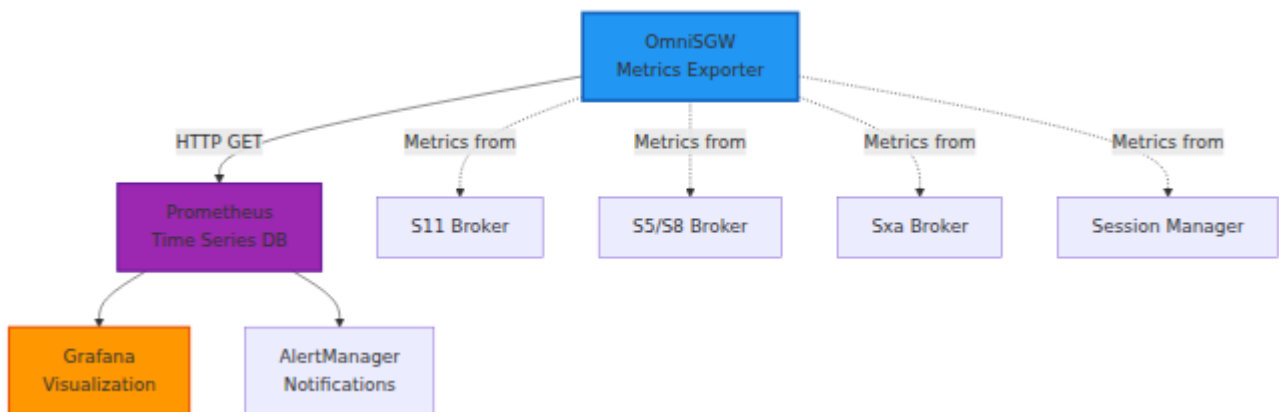 OmniSGW
Metrics Exporter
HTTP GET
Metrics from
Metrics from
Metrics from
Metrics from
Prometheus
Time Series DB
S11 Broker
S5/S8 Broker
Sxa Broker
Session Manager
Grafana
Visualization
AlertManager
Notifications